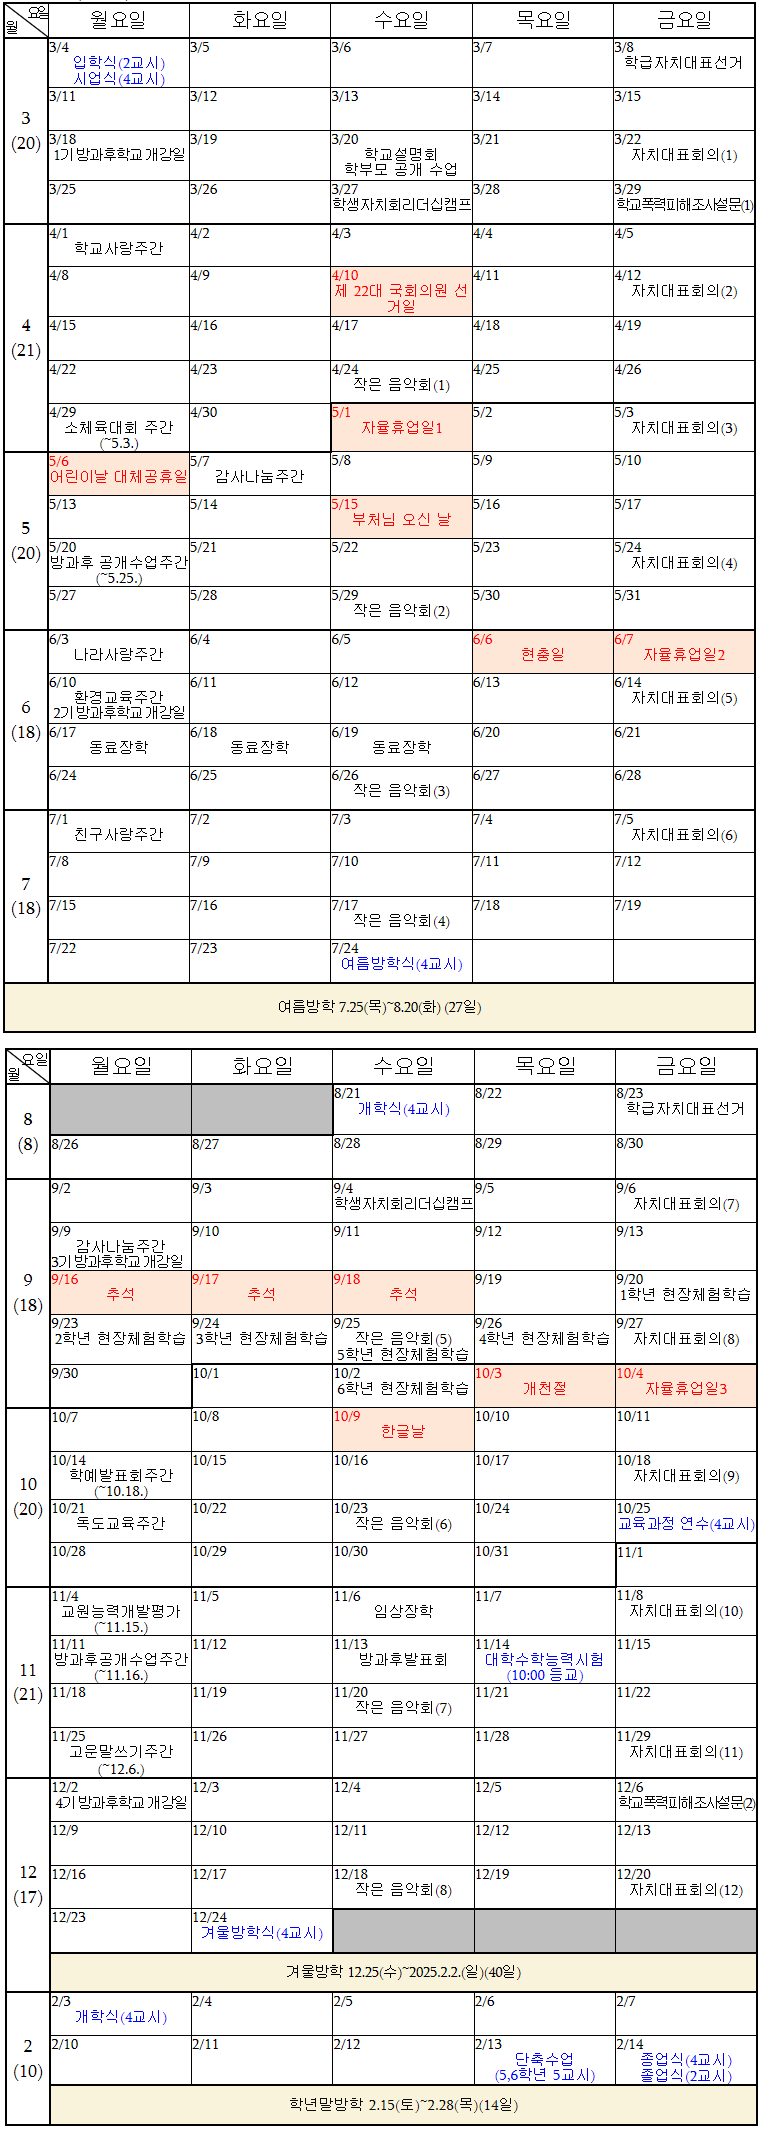 요일
월
월요일 화요일 수요일 목요일 금요일
3
(20)
3/4
입학식(2교시)
시업식(4교시)
3/5
3/6
3/7
3/8
학급자치대표선거
3/11
3/12
3/13
3/14
3/15
3/18
1기방과후학교개강일
3/19
3/20
학교설명회
학부모 공개 수업
3/21
3/22
자치대표회의(1)
3/25
3/26
3/27
학생자치회리더십캠프
3/28
3/29
학교폭력피해조사설문(1)
4
(21)
4/1
학교사랑주간
4/2
4/3
4/4
4/5
4/8
4/9
4/10
제 22대 국회의원 선
거일
4/11
4/12
자치대표회의(2)
4/15
4/16
4/17
4/18
4/19
4/22
4/23
4/24
작은 음악회(1)
4/25
4/26
4/29
소체육대회 주간
(~5.3.)
4/30
5/1
자율휴업일1
5/2
5/3
자치대표회의(3)
5
(20)
5/6
어린이날 대체공휴일
5/7
감사나눔주간
5/8
5/9
5/10
5/13
5/14
5/15
부처님 오신 날
5/16
5/17
5/20
방과후 공개수업주간
(~5.25.)
5/21
5/22
5/23
5/24
자치대표회의(4)
5/27
5/28
5/29
작은 음악회(2)
5/30
5/31
6
(18)
6/3
나라사랑주간
6/4
6/5
6/6
현충일
6/7
자율휴업일2
6/10
환경교육주간
2기방과후학교개강일
6/11
6/12
6/13
6/14
자치대표회의(5)
6/17
동료장학
6/18
동료장학
6/19
동료장학
6/20
6/21
6/24
6/25
6/26
작은 음악회(3)
6/27
6/28
7
(18)
7/1
친구사랑주간
7/2
7/3
7/4
7/5
자치대표회의(6)
7/8
7/9
7/10
7/11
7/12
7/15
7/16
7/17
작은 음악회(4)
7/18
7/19
7/22
7/23
7/24
여름방학식(4교시)
여름방학 7.25(목)~8.20(화) (27일)
요일
월
월요일 화요일 수요일 목요일 금요일
8
(8)
8/21
개학식(4교시)
8/22
8/23
학급자치대표선거
8/26
8/27
8/28
8/29
8/30
9
(18)
9/2
9/3
9/4
학생자치회리더십캠프
9/5
9/6
자치대표회의(7)
9/9
감사나눔주간
3기방과후학교개강일
9/10
9/11
9/12
9/13
9/16
추석
9/17
추석
9/18
추석
9/19
9/20
1학년 현장체험학습
9/23
2학년 현장체험학습
9/24
3학년 현장체험학습
9/25
작은 음악회(5)
5학년 현장체험학습
9/26
4학년 현장체험학습
9/27
자치대표회의(8)
9/30
10/1
10/2
6학년 현장체험학습
10/3
개천절
10/4
자율휴업일3
10
(20)
10/7
10/8
10/9
한글날
10/10
10/11
10/14
학예발표회주간
(~10.18.)
10/15
10/16
10/17
10/18
자치대표회의(9)
10/21
독도교육주간
10/22
10/23
작은 음악회(6)
10/24
10/25
교육과정 연수(4교시)
10/28
10/29
10/30
10/31
11/1
11
(21)
11/4
교원능력개발평가
(~11.15.)
11/5
11/6
임상장학
11/7
11/8
자치대표회의(10)
11/11
방과후공개수업주간
(~11.16.)
11/12
11/13
방과후발표회
11/14
대학수학능력시험
(10:00 등교)
11/15
11/18
11/19
11/20
작은 음악회(7)
11/21
11/22
11/25
고운말쓰기주간
(~12.6.)
11/26
11/27
11/28
11/29
자치대표회의(11)
12
(17)
12/2
4기방과후학교개강일
12/3
12/4
12/5
12/6
학교폭력피해조사설문(2)
12/9
12/10
12/11
12/12
12/13
12/16
12/17
12/18
작은 음악회(8)
12/19
12/20
자치대표회의(12)
12/23
12/24
겨울방학식(4교시)
겨울방학 12.25(수)~2025.2.2.(일)(40일)
2
(10)
2/3
개학식(4교시)
2/4
2/5
2/6
2/7
2/10
2/11
2/12
2/13
단축수업
(5,6학년 5교시)
2/14
종업식(4교시)
졸업식(2교시)
학년말방학 2.15(토)~2.28(목)(14일)